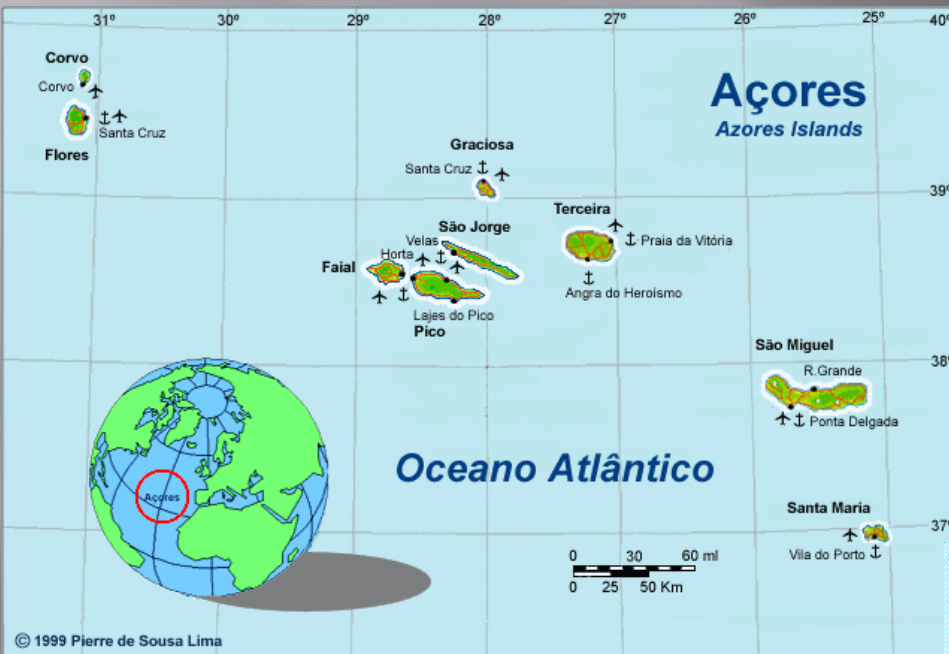 31º 30º 29º 28º 27º 26º 25º 40º
Corvo
Corvo
Santa Cruz
Flores
Açores
Azores Islands
Graciosa
Santa Cruz
39º
Terceira
Praia da Vitória
Angra do Heroísmo
São Jorge
Velas
Horta
Faial
Lajes do Pico
Pico
38º
São Miguel
R.Grande
Ponta Delgada
Oceano Atlântico
Açores
Santa Maria
37º
Vila do Porto
0 30 60 ml
0 25 50 Km
© 1999 Pierre de Sousa Lima